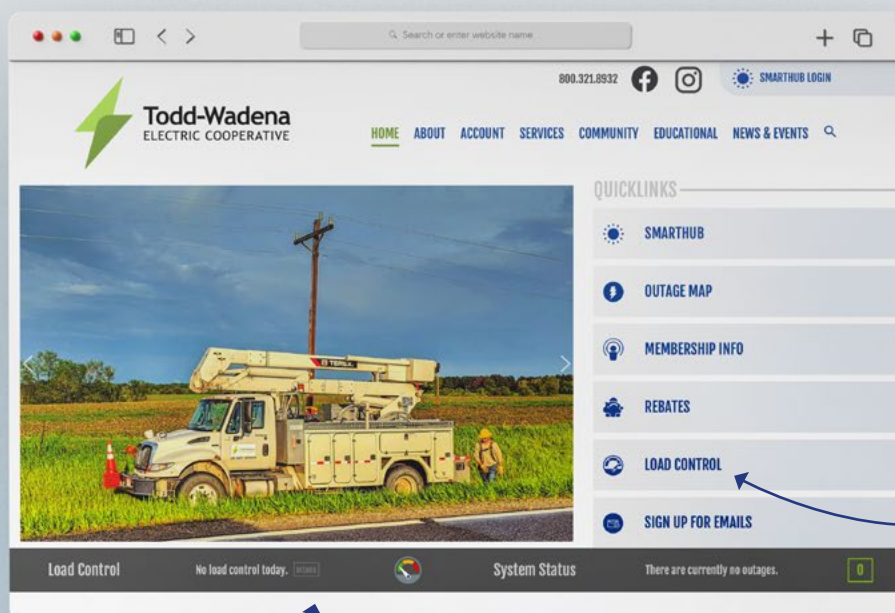 Search or enter website name
800.321.8932
SMARTHUB LOGIN
Todd-Wadena
ELECTRIC COOPERATIVE
HOME ABOUT ACCOUNT SERVICES COMMUNITY EDUCATIONAL NEWS & EVENTS
QUICKLINKS
SMARTHUB
OUTAGE MAP
MEMBERSHIP INFO
REBATES
LOAD CONTROL
SIGN UP FOR EMAILS
TEREX
Load Control No load control today. DETAILS System Status There are currently no outages. 0